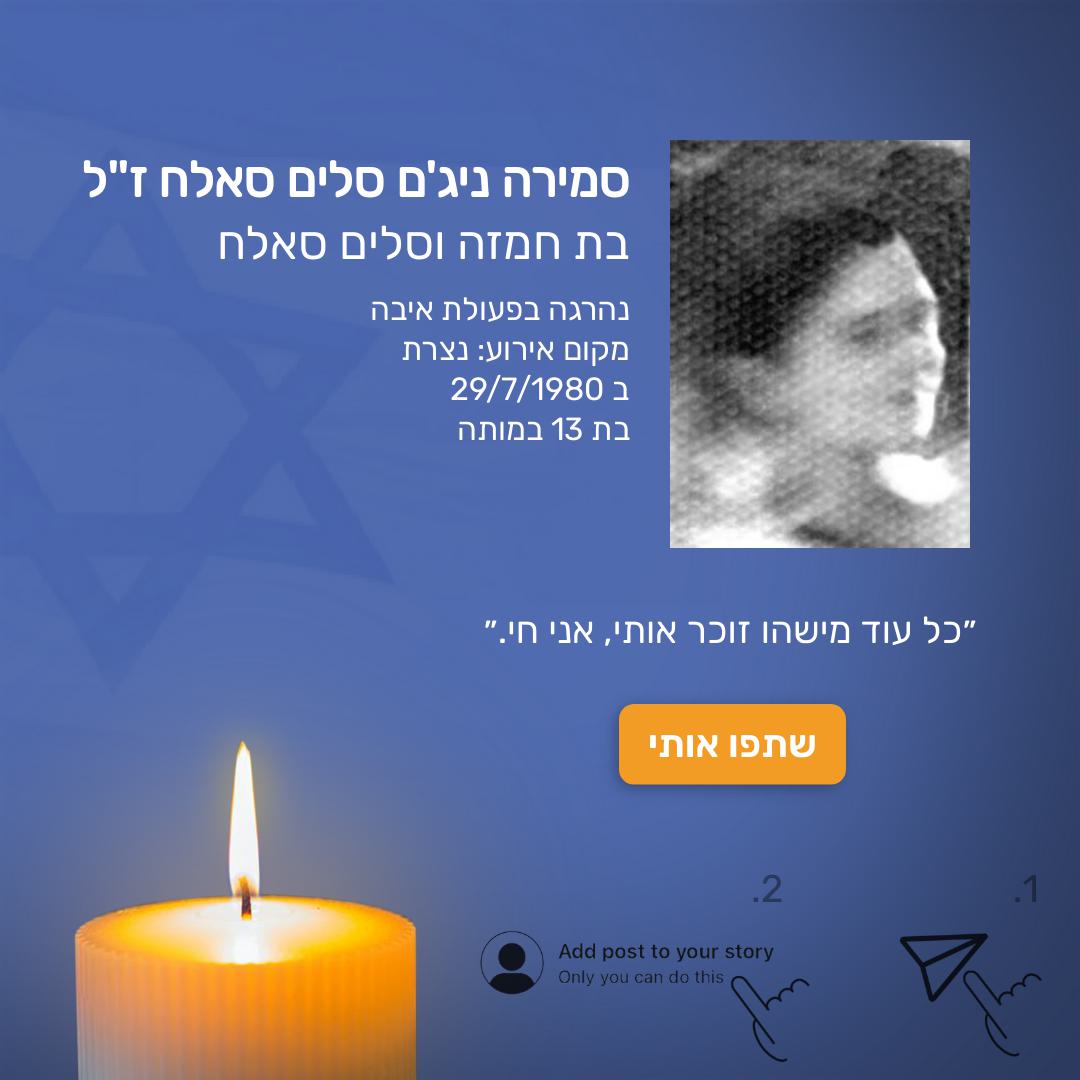 סמירה ניג'ם סלים סאלח ז"ל
בת חמזה וסלים סאלח
נהרגה בפעולת איבה
מקום אירוע: נצרת
ב 29/7/1980
בת 13 במותה
״כל עוד מישהו זוכר אותי, אני חי.״
שתפו אותי
1.
2.
Add post to your story
Only you can do this